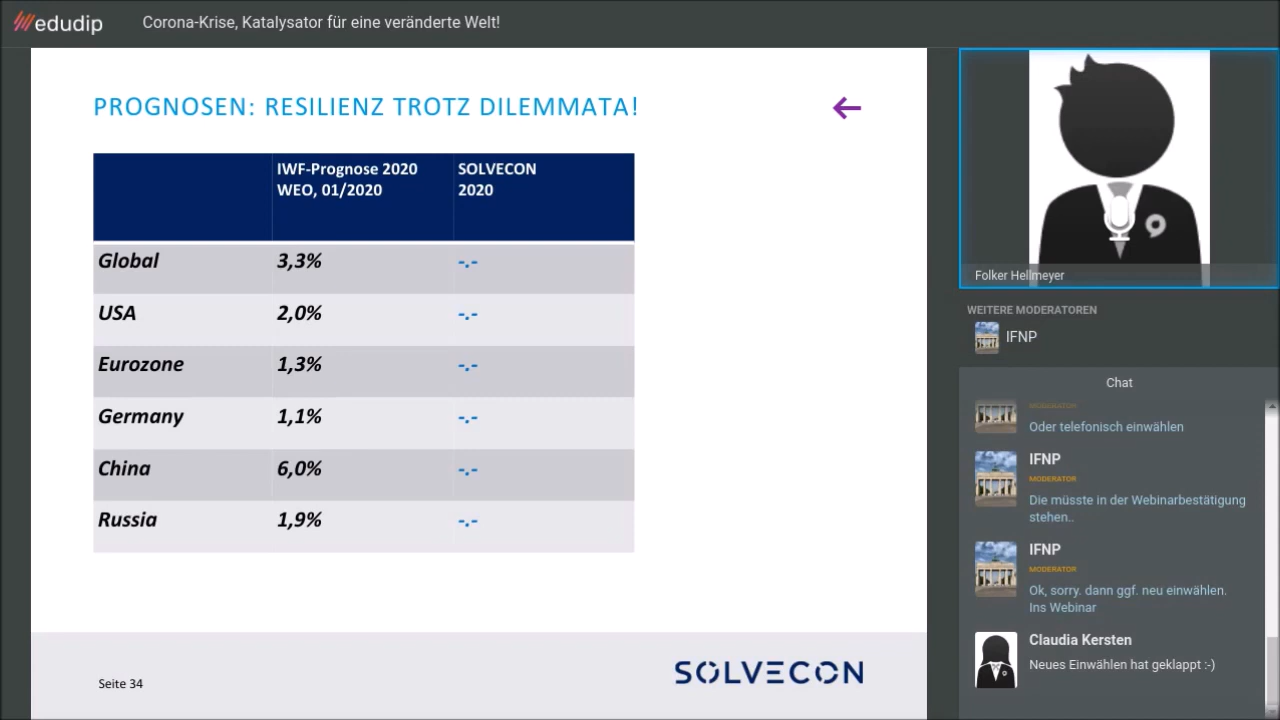 edudip
Corona-Krise, Katalysator für eine veränderte Welt!
PROGNOSEN: RESILIENZ TROTZ DILEMMATA!
IWF-Prognose 2020
WEO, 01/2020
SOLVECON
2020
Global 3,3% -.-
USA 2,0% -.-
Eurozone 1,3% -.-
Germany 1,1% -.-
China 6,0% -.-
Russia 1,9% -.-
Seite 34
SOLVECON
Folker Hellmeyer
WEITERE MODERATOREN
IFNP
Chat
MODERATOR
Oder telefonisch einwählen
IFNP
MODERATOR
Die müsste in der Webinarbestätigung
stehen..
IFNP
MODERATOR
Ok, sorry. dann ggf. neu einwählen.
Ins Webinar
Claudia Kersten
Neues Einwählen hat geklappt :-)